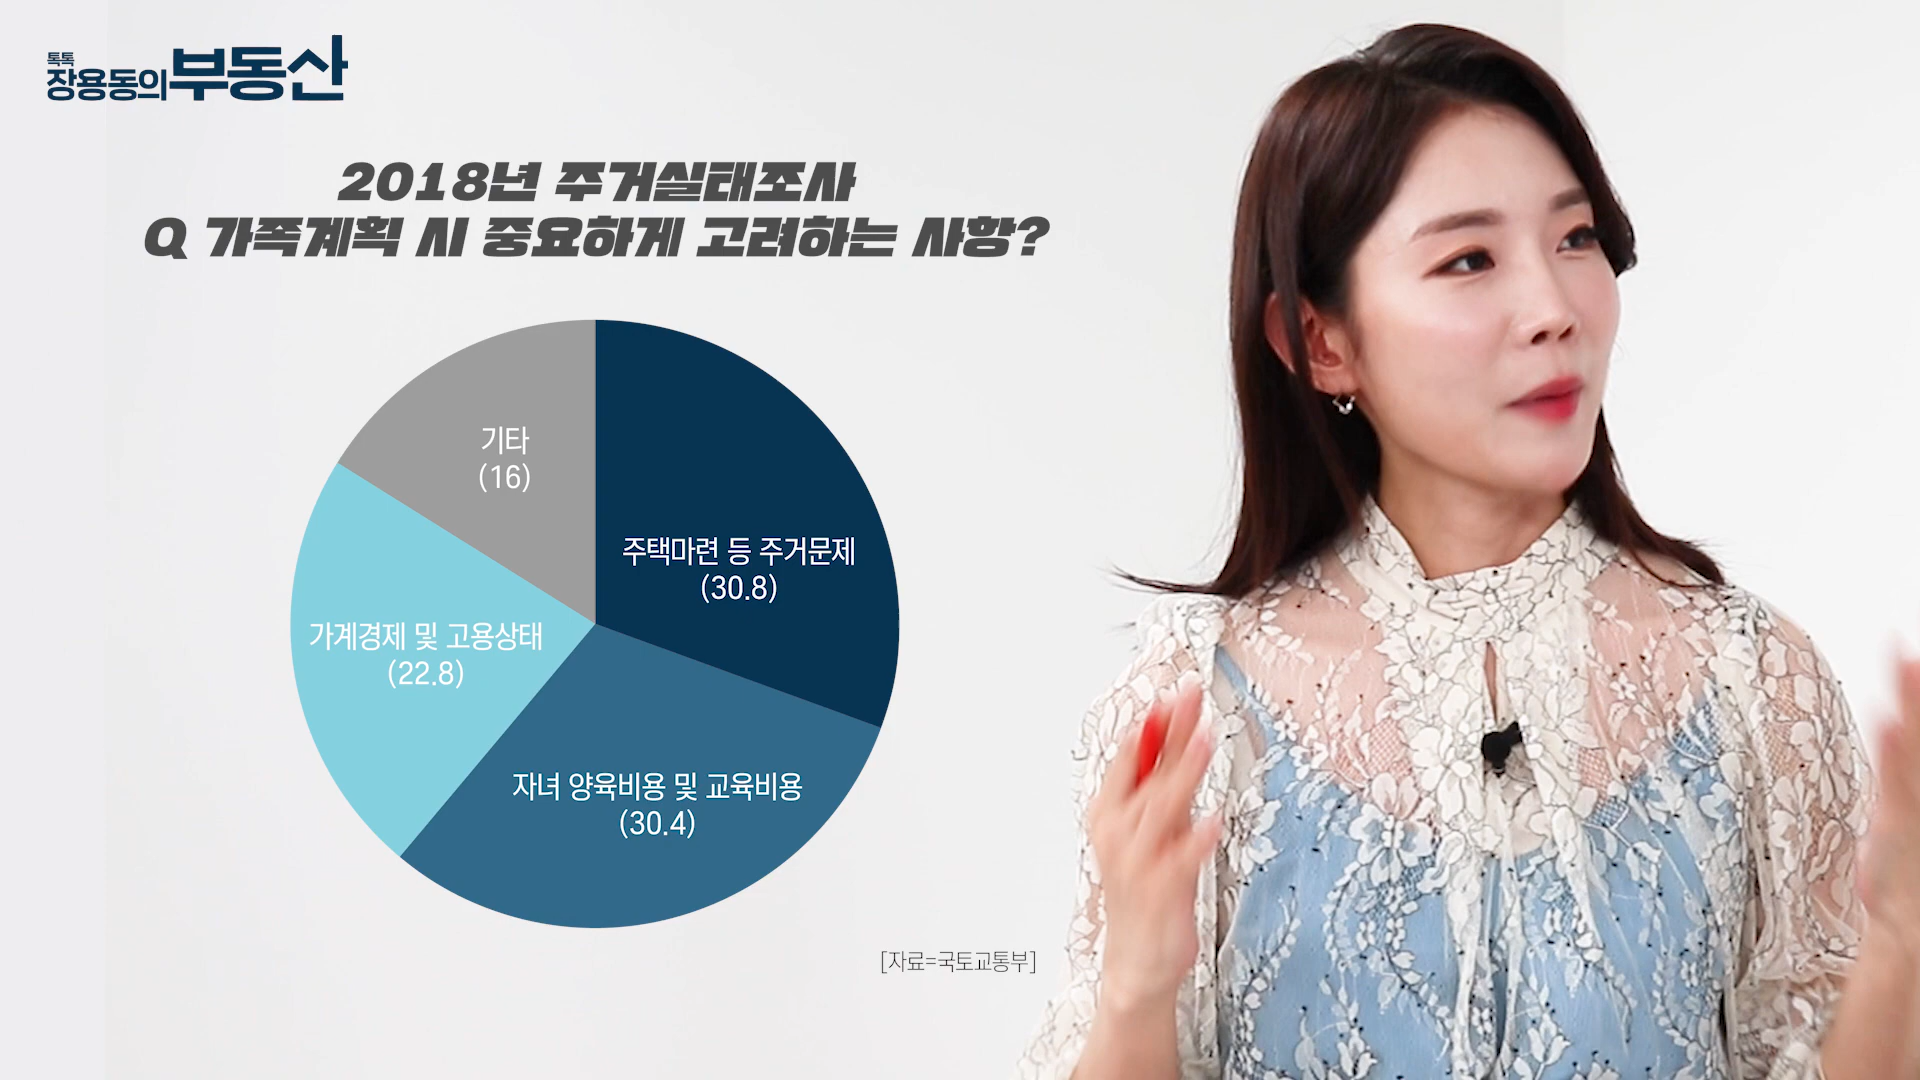 톡톡
장용동의 부동산
2018년 주거실태조사
Q 가족계획 시 중요하게 고려하는 사항?
기타
(16)
주택마련 등 주거문제
(30.8)
가계경제 및 고용상태
(22.8)
자녀 양육비용 및 교육비용
(30.4)
[자료=국토교통부]